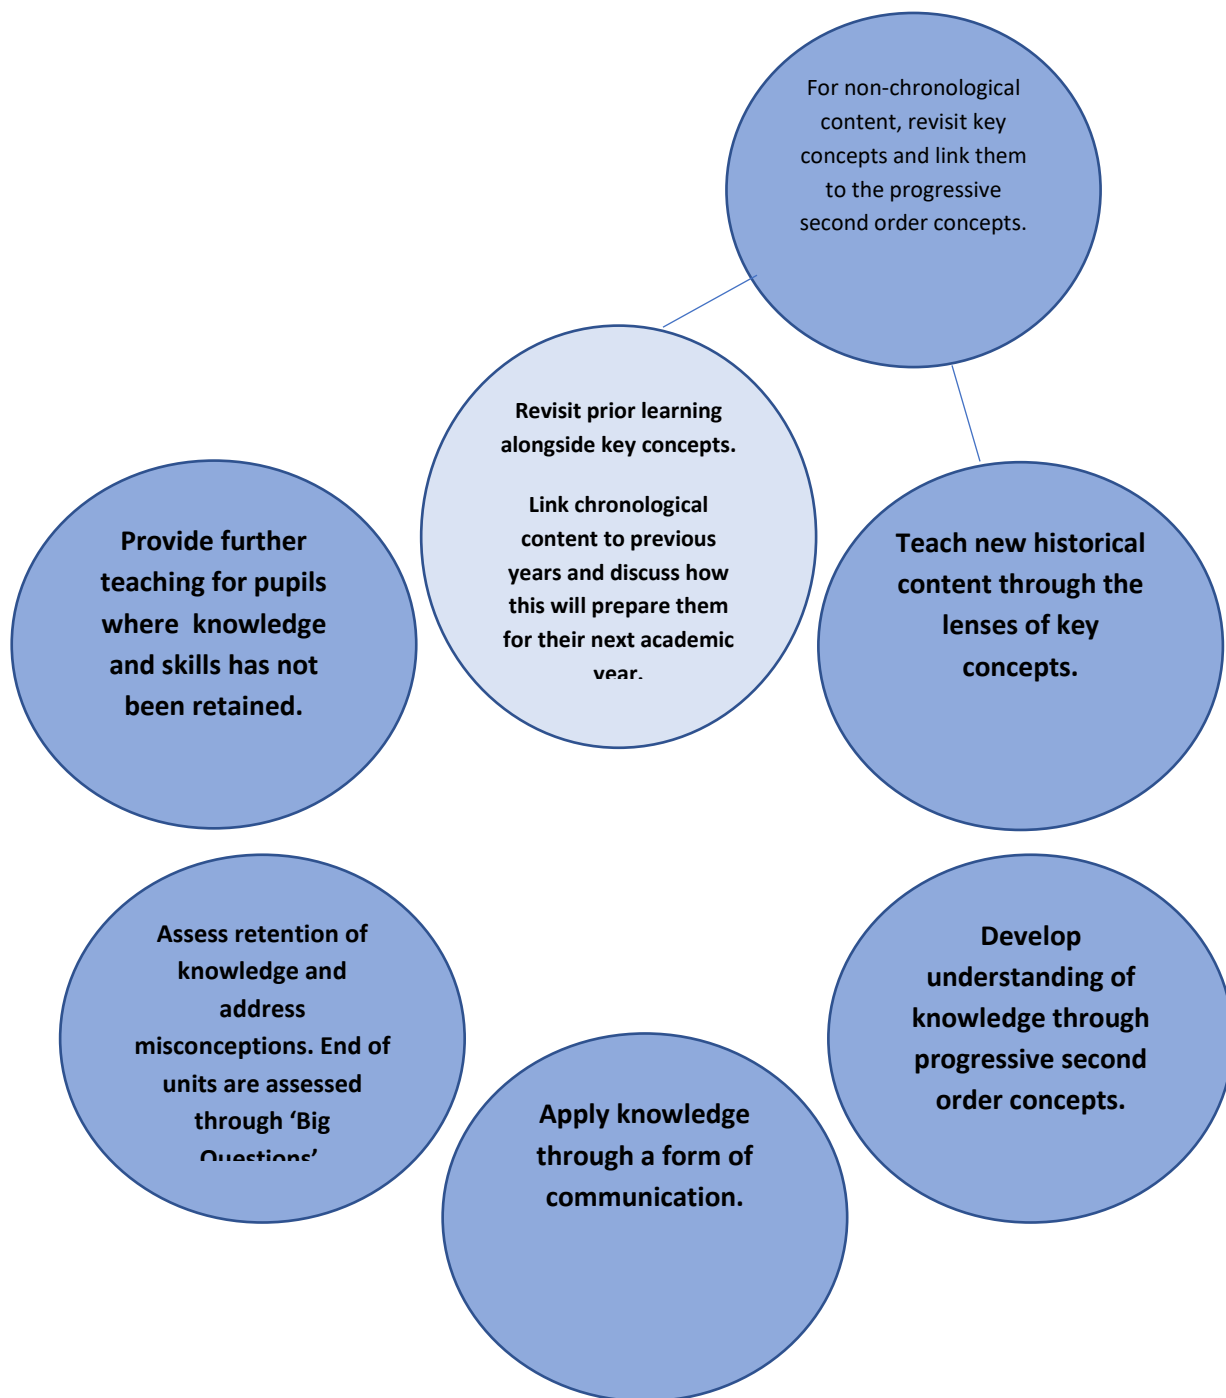 For non-chronological
content, revisit key
concepts and link them
to the progressive
second order concepts.
Revisit prior learning
alongside key concepts.
Link chronological
content to previous
years and discuss how
this will prepare them
for their next academic
year.
Teach new historical
content through the
lenses of key
concepts.
Develop
understanding of
knowledge through
progressive second
order concepts.
Apply knowledge
through a form of
communication.
Assess retention of
knowledge and
address
misconceptions. End of
units are assessed
through ‘Big
Questions’
Provide further
teaching for pupils
where  knowledge
and skills has not
been retained.